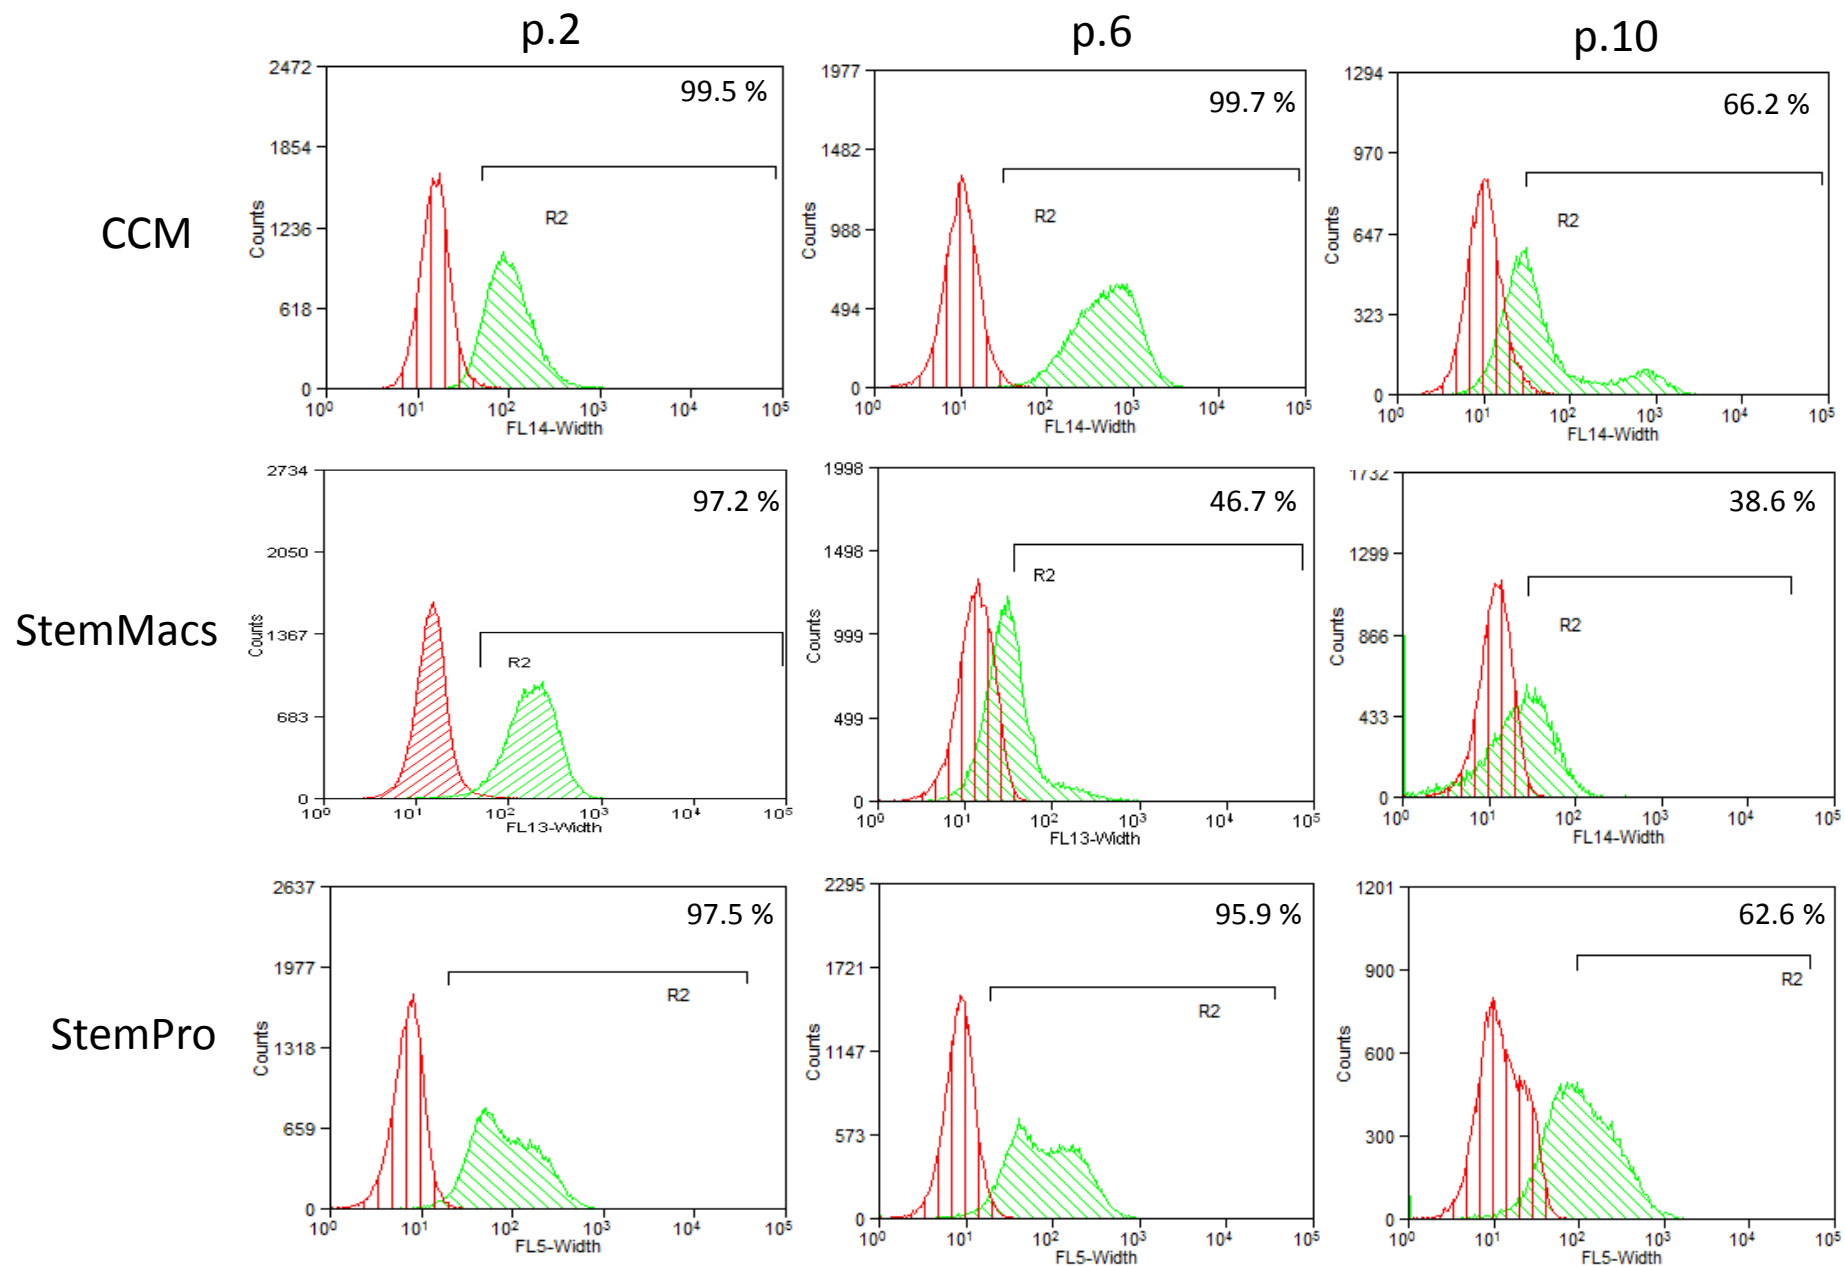 p.2
p.6
p.10
CCM
2472
1854
1236
618
0
Counts
99.5 %
R2
10⁰ 10¹ 10² 10³ 10⁴ 10⁵
FL14-Width
1977
1482
988
494
0
Counts
99.7 %
R2
10⁰ 10¹ 10² 10³ 10⁴ 10⁵
FL14-Width
1294
970
647
323
0
Counts
66.2 %
R2
10⁰ 10¹ 10² 10³ 10⁴ 10⁵
FL14-Width
StemMacs
2734
2050
1367
683
0
Counts
97.2 %
R2
10⁰ 10¹ 10² 10³ 10⁴ 10⁵
FL13-Width
1998
1498
999
499
0
Counts
46.7 %
R2
10⁰ 10¹ 10² 10³ 10⁴ 10⁵
FL13-Width
1732
1299
866
433
0
Counts
38.6 %
R2
10⁰ 10¹ 10² 10³ 10⁴ 10⁵
FL14-Width
StemPro
2637
1977
1318
659
0
Counts
97.5 %
R2
10⁰ 10¹ 10² 10³ 10⁴ 10⁵
FL5-Width
2295
1721
1147
573
0
Counts
95.9 %
R2
10⁰ 10¹ 10² 10³ 10⁴ 10⁵
FL5-Width
1201
900
600
300
0
Counts
62.6 %
R2
10⁰ 10¹ 10² 10³ 10⁴ 10⁵
FL5-Width